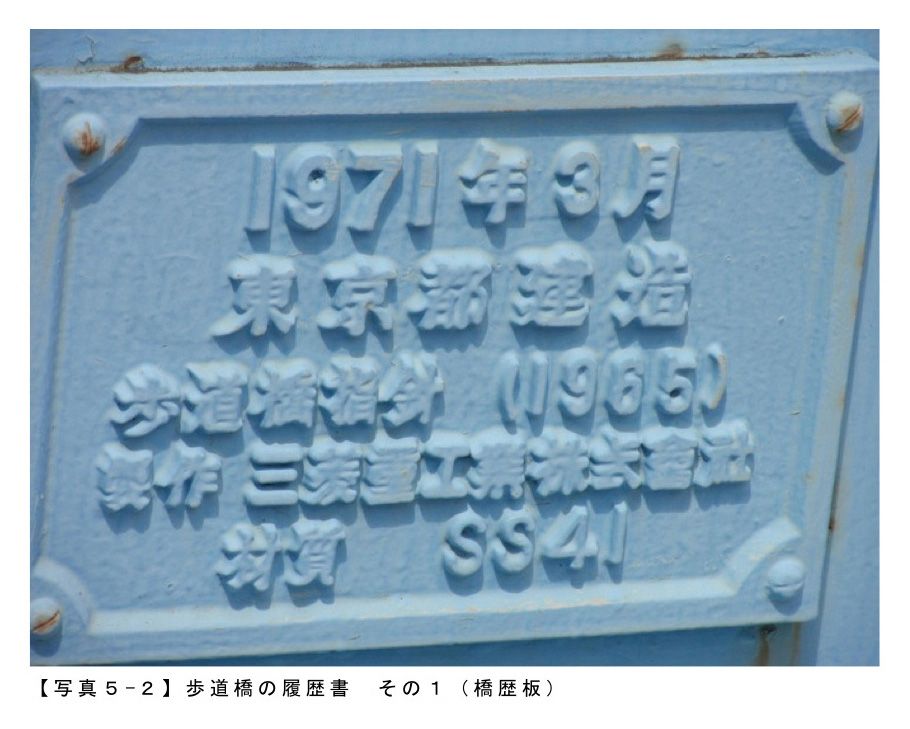 1971年3月
東京都建造
歩道橋指針 (1965)
製作 三菱重工業株式會社
材質 SS41
【写真5-2】歩道橋の履歴書 その1（橋歴板）